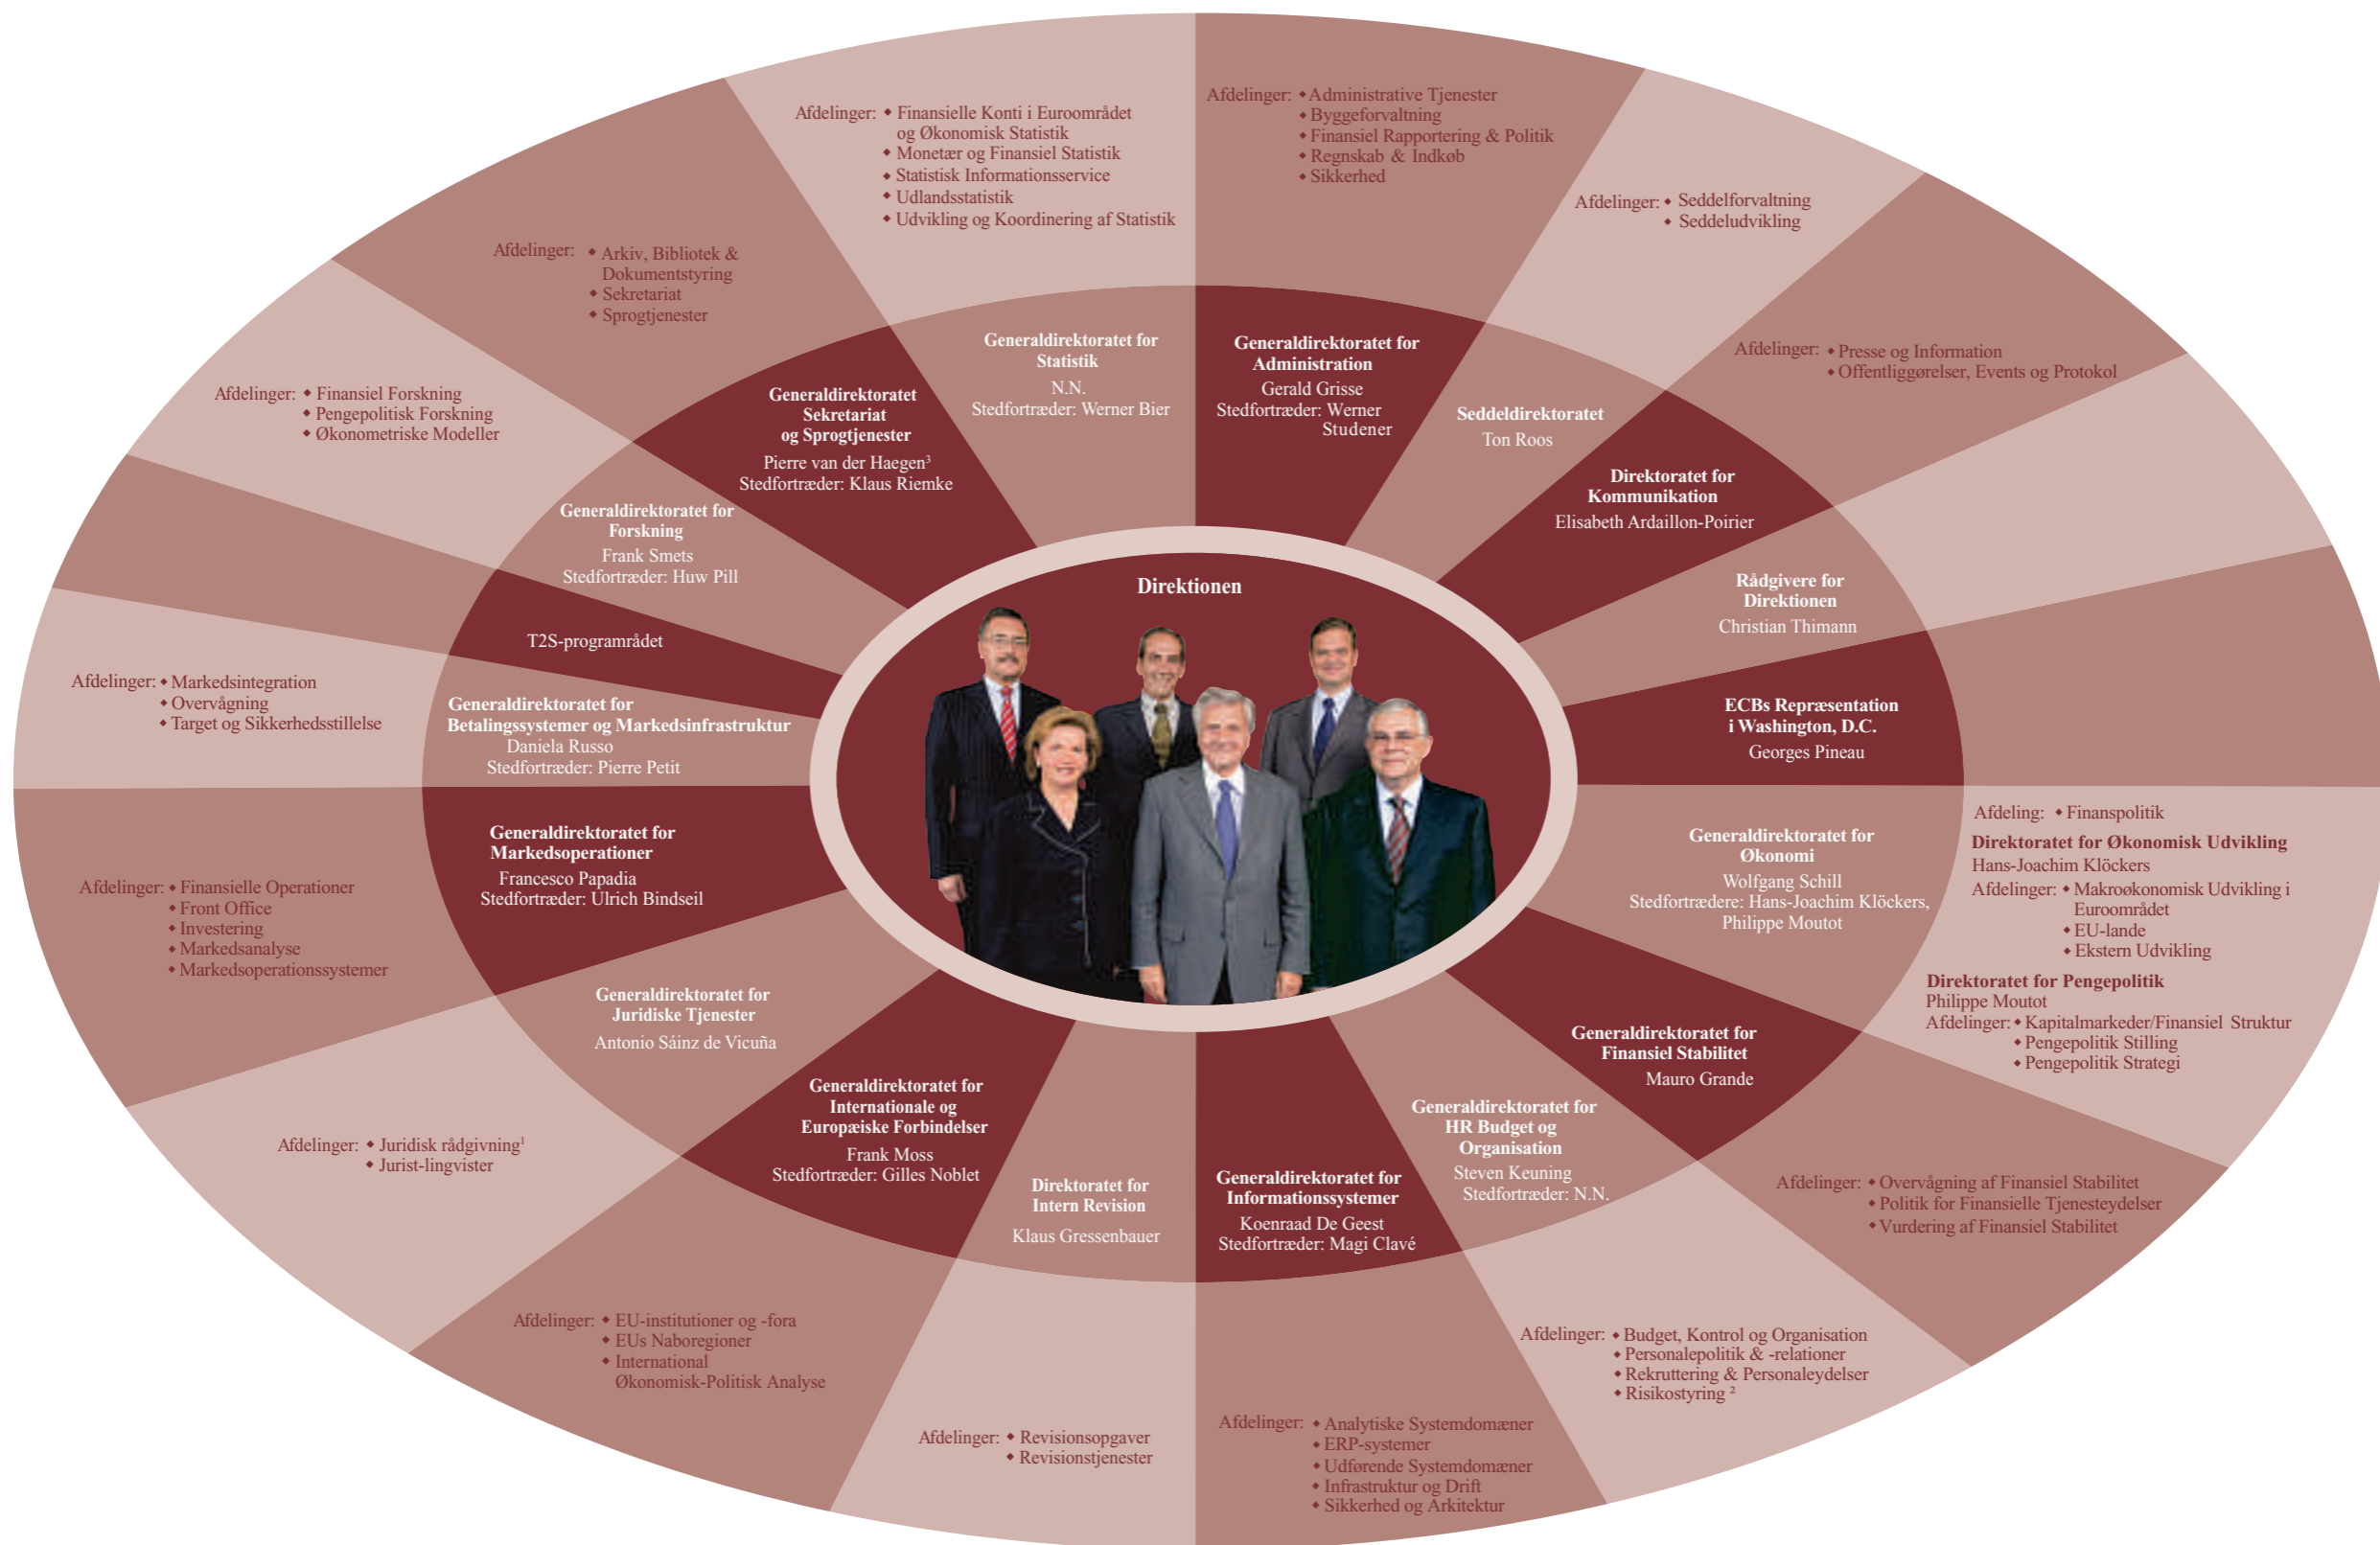 Direktionen
Afdelinger: ◆ Administrative Tjenester
◆ Byggeforvaltning
◆ Finansiel Rapportering & Politik
◆ Regnskab & Indkøb
◆ Sikkerhed
Generaldirektoratet for
Administration
Gerald Grisse
Stedfortræder: Werner
Studener
Afdelinger: ◆ Seddelforvaltning
◆ Seddeludvikling
Seddeldirektoratet
Ton Roos
Afdelinger: ◆ Presse og Information
◆ Offentliggørelser, Events og Protokol
Direktoratet for
Kommunikation
Elisabeth Ardaillon-Poirier
Rådgivere for
Direktionen
Christian Thimann
ECBs Repræsentation
i Washington, D.C.
Georges Pineau
Generaldirektoratet for
Økonomi
Wolfgang Schill
Stedfortrædere: Hans-Joachim Klöckers,
Philippe Moutot
Afdeling: ◆ Finanspolitik
Direktoratet for Økonomisk Udvikling
Hans-Joachim Klöckers
Afdelinger: ◆ Makroøkonomisk Udvikling i
Euroområdet
◆ EU-lande
◆ Ekstern Udvikling
Direktoratet for Pengepolitik
Philippe Moutot
Afdelinger: ◆ Kapitalmarkeder/Finansiel Struktur
◆ Pengepolitik Stilling
◆ Pengepolitik Strategi
Generaldirektoratet for
Finansiel Stabilitet
Mauro Grande
Afdelinger: ◆ Overvågning af Finansiel Stabilitet
◆ Politik for Finansielle Tjenesteydelser
◆ Vurdering af Finansiel Stabilitet
Generaldirektoratet for
HR Budget og
Organisation
Steven Keuning
Stedfortræder: N.N.
Afdelinger: ◆ Budget, Kontrol og Organisation
◆ Personalepolitik & -relationer
◆ Rekruttering & Personaleydelser
◆ Risikostyring ²
Generaldirektoratet for
Informationssystemer
Koenraad De Geest
Stedfortræder: Magi Clavé
Afdelinger: ◆ Analytiske Systemdomæner
◆ ERP-systemer
◆ Udførende Systemdomæner
◆ Infrastruktur og Drift
◆ Sikkerhed og Arkitektur
Direktoratet for
Intern Revision
Klaus Gressenbauer
Afdelinger: ◆ Revisionsopgaver
◆ Revisionstjenester
Generaldirektoratet for
Internationale og
Europæiske Forbindelser
Frank Moss
Stedfortræder: Gilles Noblet
Afdelinger: ◆ EU-institutioner og -fora
◆ EUs Naboregioner
◆ International
Økonomisk-Politisk Analyse
Generaldirektoratet for
Juridiske Tjenester
Antonio Sáinz de Vicuña
Afdelinger: ◆ Juridisk rådgivning¹
◆ Jurist-lingvister
Generaldirektoratet for
Markedsoperationer
Francesco Papadia
Stedfortræder: Ulrich Bindseil
Afdelinger: ◆ Finansielle Operationer
◆ Front Office
◆ Investering
◆ Markedsanalyse
◆ Markedsoperationssystemer
Generaldirektoratet for
Betalingssystemer og Markedsinfrastruktur
Daniela Russo
Stedfortræder: Pierre Petit
Afdelinger: ◆ Markedsintegration
◆ Overvågning
◆ Target og Sikkerhedsstillelse
T2S-programrådet
Generaldirektoratet for
Forskning
Frank Smets
Stedfortræder: Huw Pill
Afdelinger: ◆ Finansiel Forskning
◆ Pengepolitisk Forskning
◆ Økonometriske Modeller
Generaldirektoratet
Sekretariat
og Sprogtjenester
Pierre van der Haegen³
Stedfortræder: Klaus Riemke
Afdelinger: ◆ Arkiv, Bibliotek &
Dokumentstyring
◆ Sekretariat
◆ Sprogtjenester
Generaldirektoratet for
Statistik
N.N.
Stedfortræder: Werner Bier
Afdelinger: ◆ Finansielle Konti i Euroområdet
og Økonomisk Statistik
◆ Monetær og Finansiel Statistik
◆ Statistisk Informationsservice
◆ Udlandsstatistik
◆ Udvikling og Koordinering af Statistik